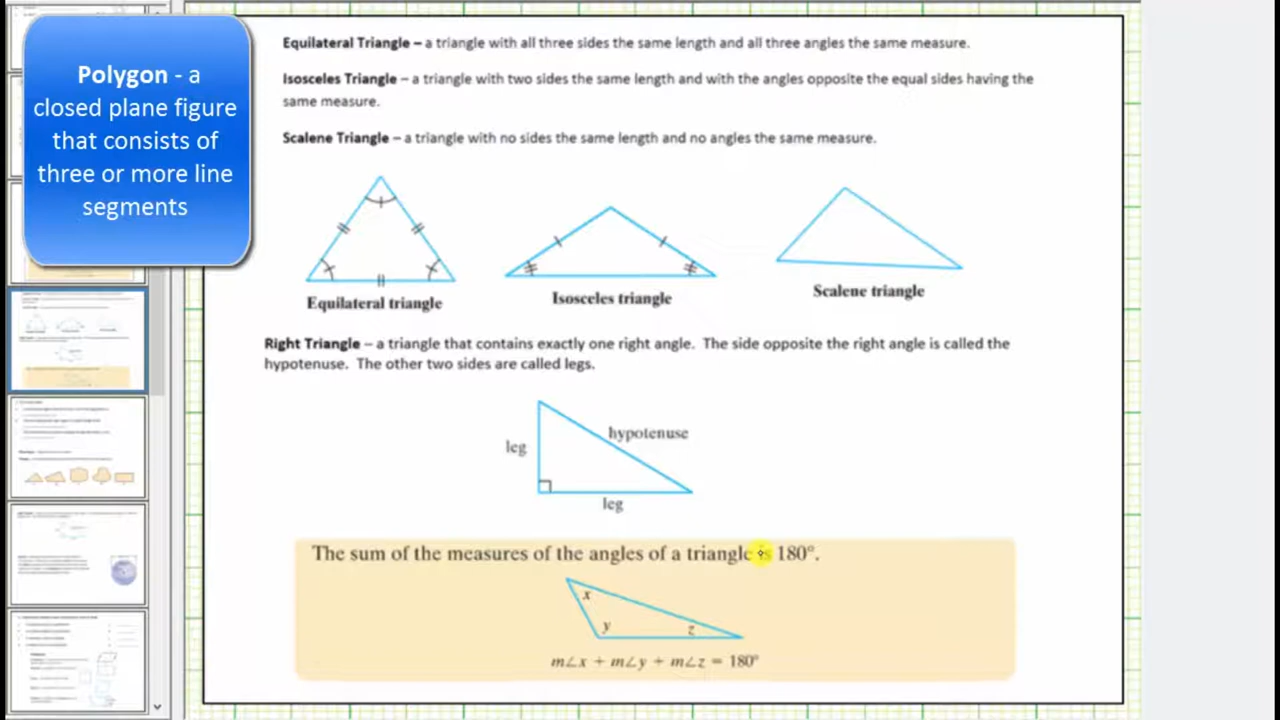 Polygon - a
closed plane figure
that consists of
three or more line
segments
Equilateral Triangle – a triangle with all three sides the same length and all three angles the same measure.
Isosceles Triangle – a triangle with two sides the same length and with the angles opposite the equal sides having the
same measure.
Scalene Triangle – a triangle with no sides the same length and no angles the same measure.
Equilateral triangle
Isosceles triangle
Scalene triangle
Right Triangle – a triangle that contains exactly one right angle. The side opposite the right angle is called the
hypotenuse. The other two sides are called legs.
leg
hypotenuse
leg
The sum of the measures of the angles of a triangle is 180°.
x
y
z
m∠x + m∠y + m∠z = 180°